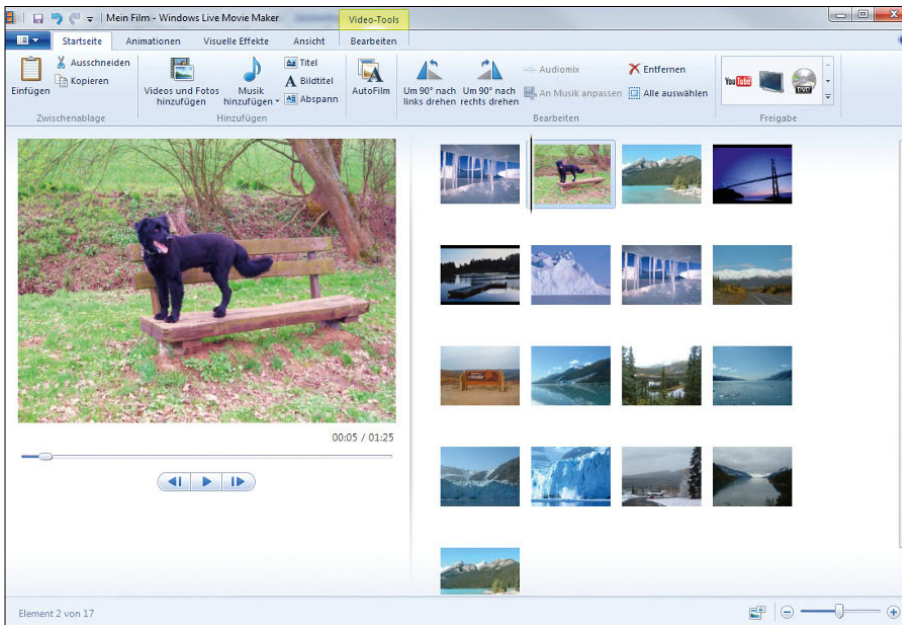 Mein Film - Windows Live Movie Maker
Video-Tools
Startseite Animationen Visuelle Effekte Ansicht Bearbeiten
Einfügen
Ausschneiden
Kopieren
Zwischenablage
Videos und Fotos
hinzufügen
Musik
hinzufügen
Titel
Bildtitel
Abspann
Hinzufügen
AutoFilm
Um 90° nach
links drehen
Um 90° nach
rechts drehen
Audiomix
An Musik anpassen
Entfernen
Alle auswählen
Bearbeiten
YouTube
DVD
Freigabe
00:05 / 01:25
Element 2 von 17